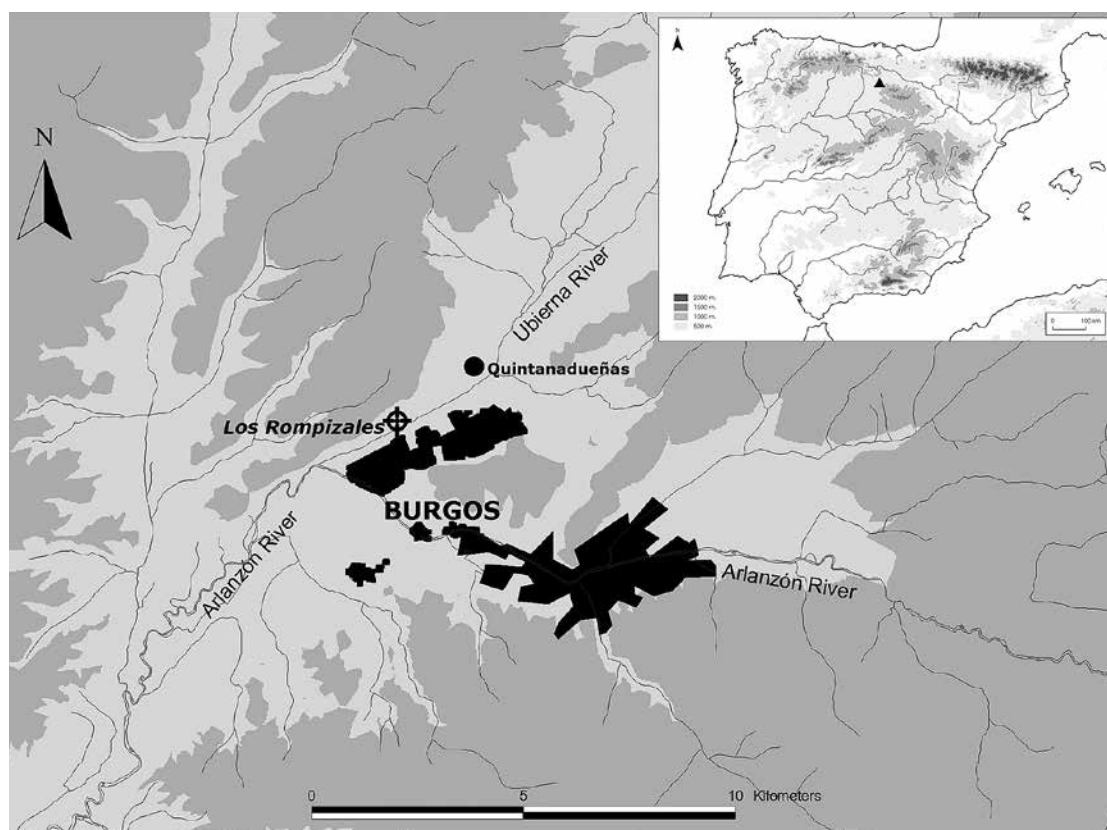 N
N
2000 m.
1500 m.
1000 m.
500 m.
0 100 km
Ubierna River
Quintanadueñas
Los Rompizales
BURGOS
Arlanzón River
Arlanzón River
0 5 10 Kilometers